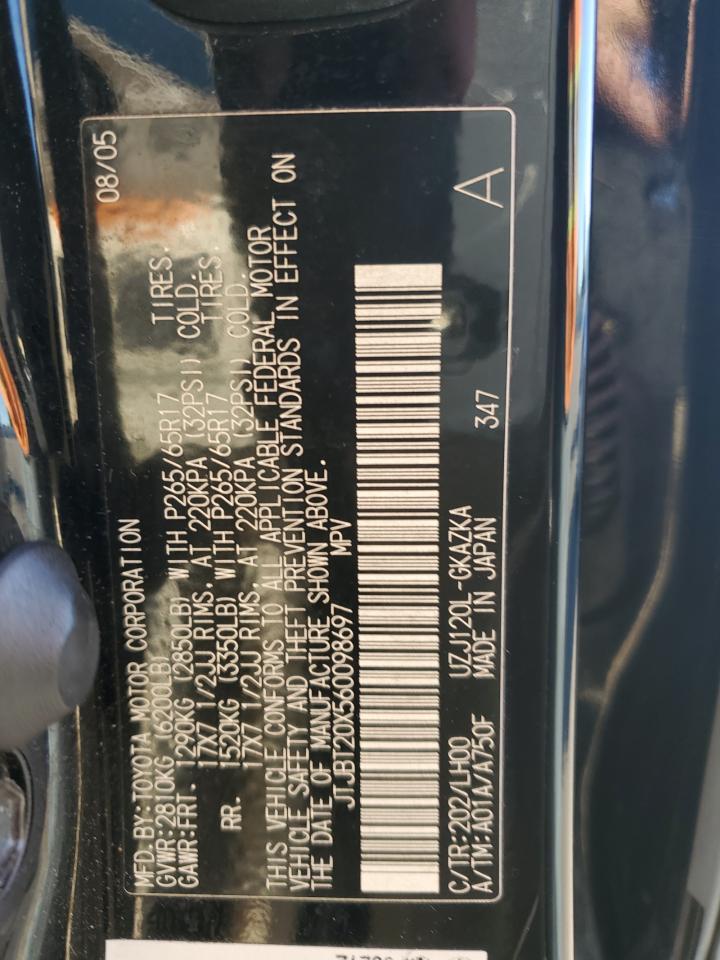 MFD.BY:TOYOTA MOTOR CORPORATION 08/05
GVWR:2810KG (6200LB)
GAWR:FRT. 1290KG (2850LB) WITH P265/65R17 TIRES.
17X7 1/2JJ RIMS. AT 220KPA (32PSI) COLD.
RR. 1520KG (3350LB) WITH P265/65R17 TIRES.
17X7 1/2JJ RIMS. AT 220KPA (32PSI) COLD.
THIS VEHICLE CONFORMS TO ALL APPLICABLE FEDERAL MOTOR
VEHICLE SAFETY AND THEFT PREVENTION STANDARDS IN EFFECT ON
THE DATE OF MANUFACTURE SHOWN ABOVE.
JTJBT20X560098697 MPV
C/TR:202/LH00 UZJ120L-GKAZKA 347 A
A/TM:A01A/A750F MADE IN JAPAN